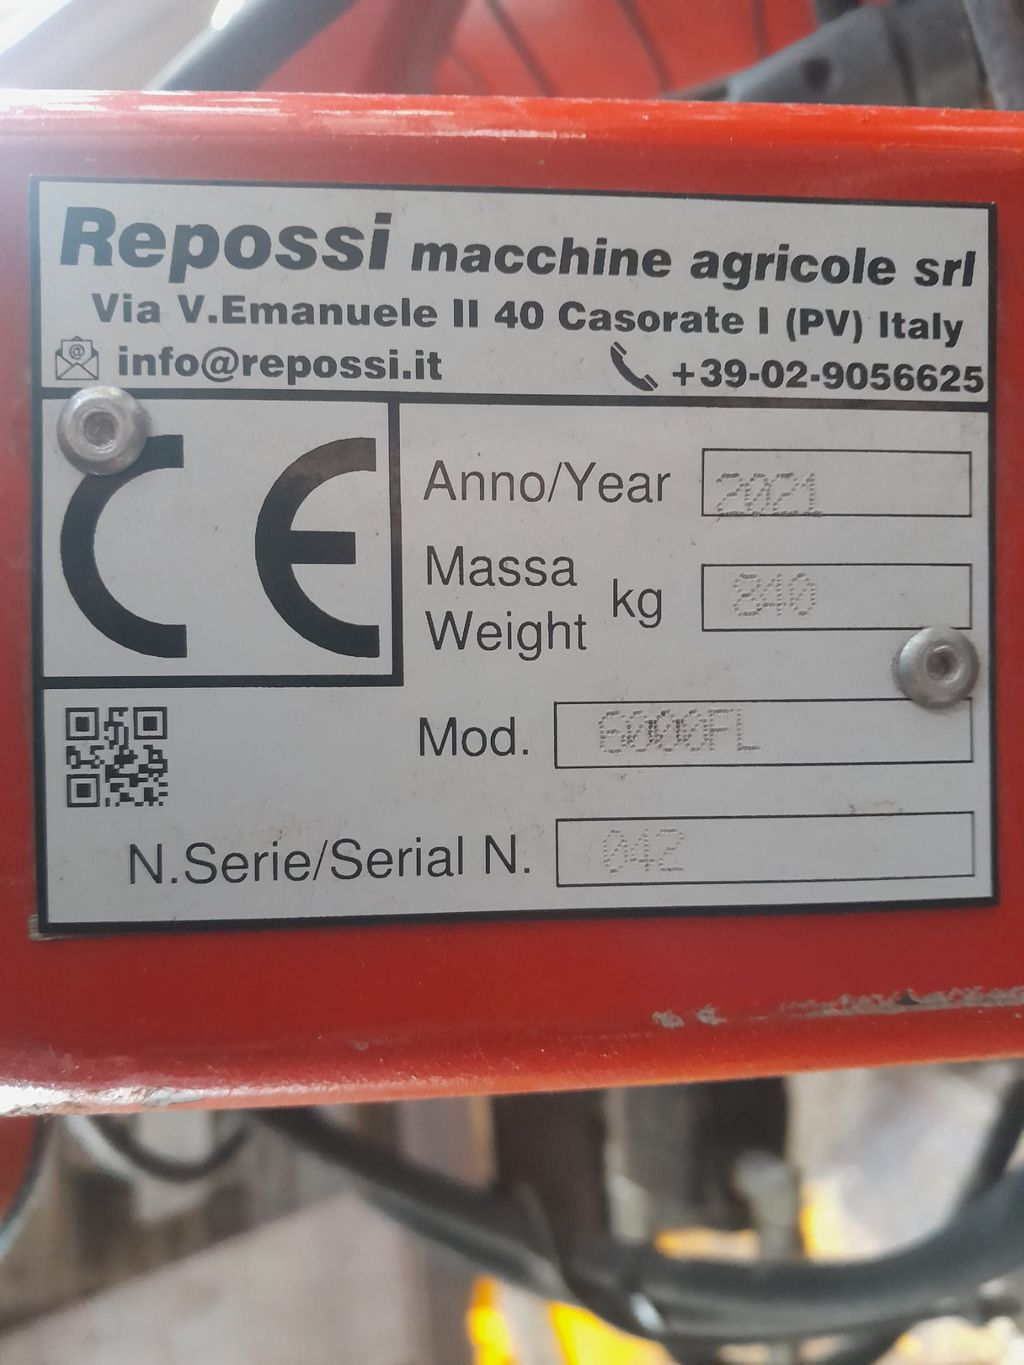 Repossi macchine agricole srl
Via V.Emanuele II 40 Casorate I (PV) Italy
info@repossi.it +39-02-9056625
CE
Anno/Year 2021
Massa
Weight kg 840
Mod. 6000FL
N.Serie/Serial N. 042